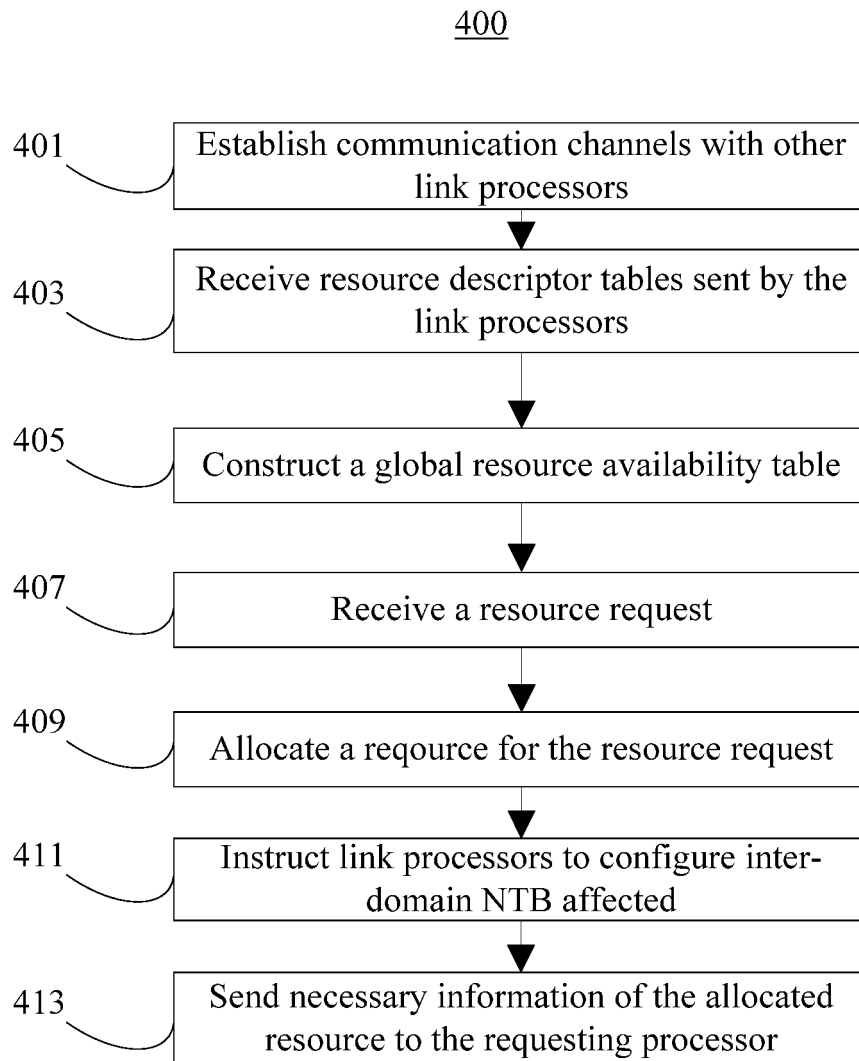 400
401
Establish communication channels with other
link processors
403
Receive resource descriptor tables sent by the
link processors
405
Construct a global resource availability table
407
Receive a resource request
409
Allocate a reqource for the resource request
411
Instruct link processors to configure inter-
domain NTB affected
413
Send necessary information of the allocated
resource to the requesting processor